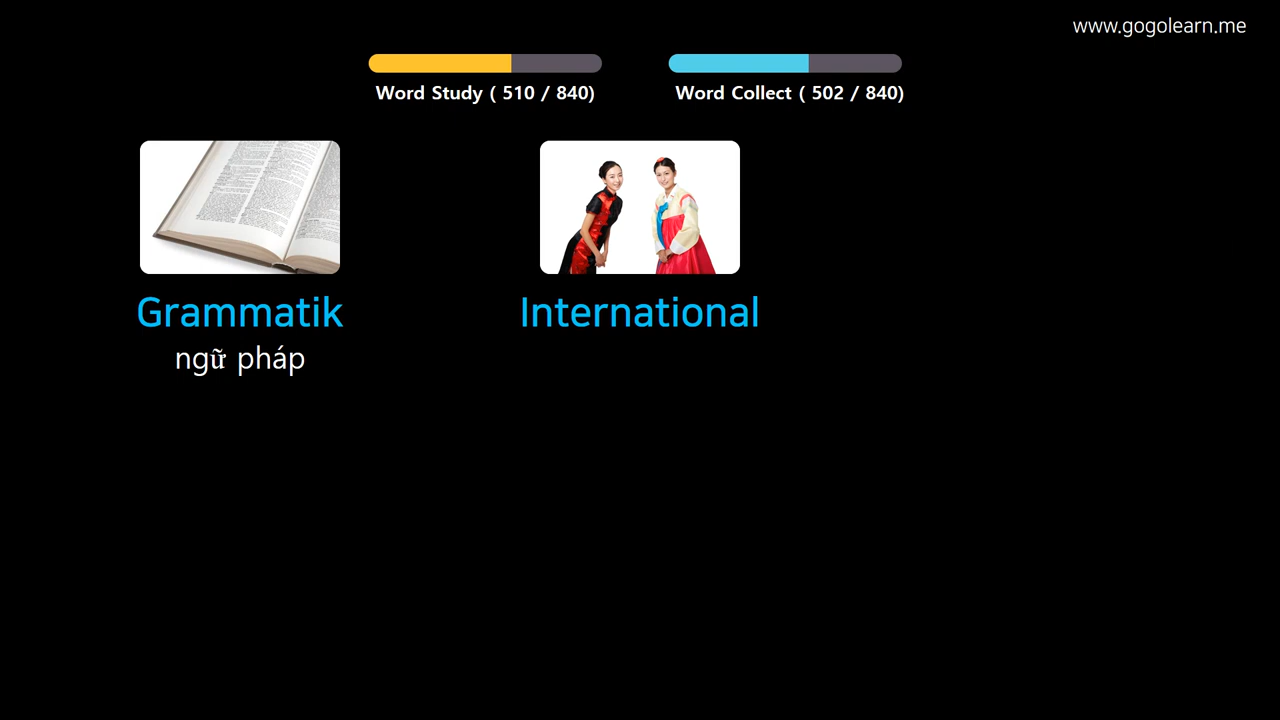 www.gogolearn.me
Word Study ( 510 / 840)
Word Collect ( 502 / 840)
Grammatik
International
ngữ pháp